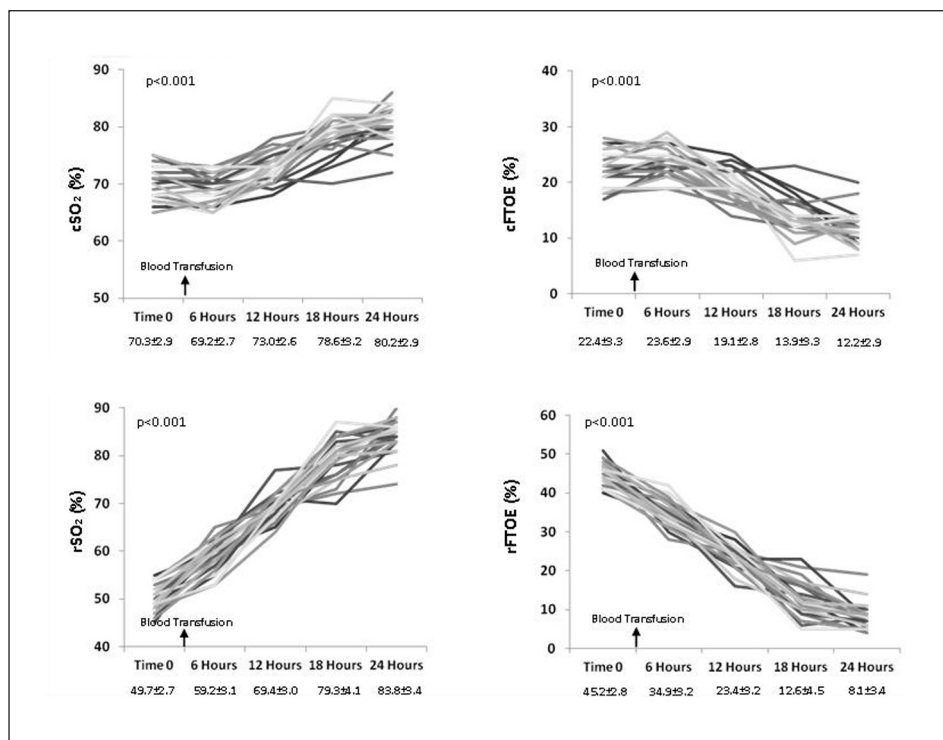 90
p<0.001
80
70
60
50
cSO₂ (%)
Blood Transfusion
Time 0 6 Hours 12 Hours 18 Hours 24 Hours
70.3±2.9 69.2±2.7 73.0±2.6 78.6±3.2 80.2±2.9
40
p<0.001
30
20
10
0
cFTOE (%)
Blood Transfusion
Time 0 6 Hours 12 Hours 18 Hours 24 Hours
22.4±3.3 23.6±2.9 19.1±2.8 13.9±3.3 12.2±2.9
90
p<0.001
80
70
60
50
40
rSO₂ (%)
Blood Transfusion
Time 0 6 Hours 12 Hours 18 Hours 24 Hours
49.7±2.7 59.2±3.1 69.4±3.0 79.3±4.1 83.8±3.4
60
p<0.001
50
40
30
20
10
0
rFTOE (%)
Blood Transfusion
Time 0 6 Hours 12 Hours 18 Hours 24 Hours
45.2±2.8 34.9±3.2 23.4±3.2 12.6±4.5 8.1±3.4